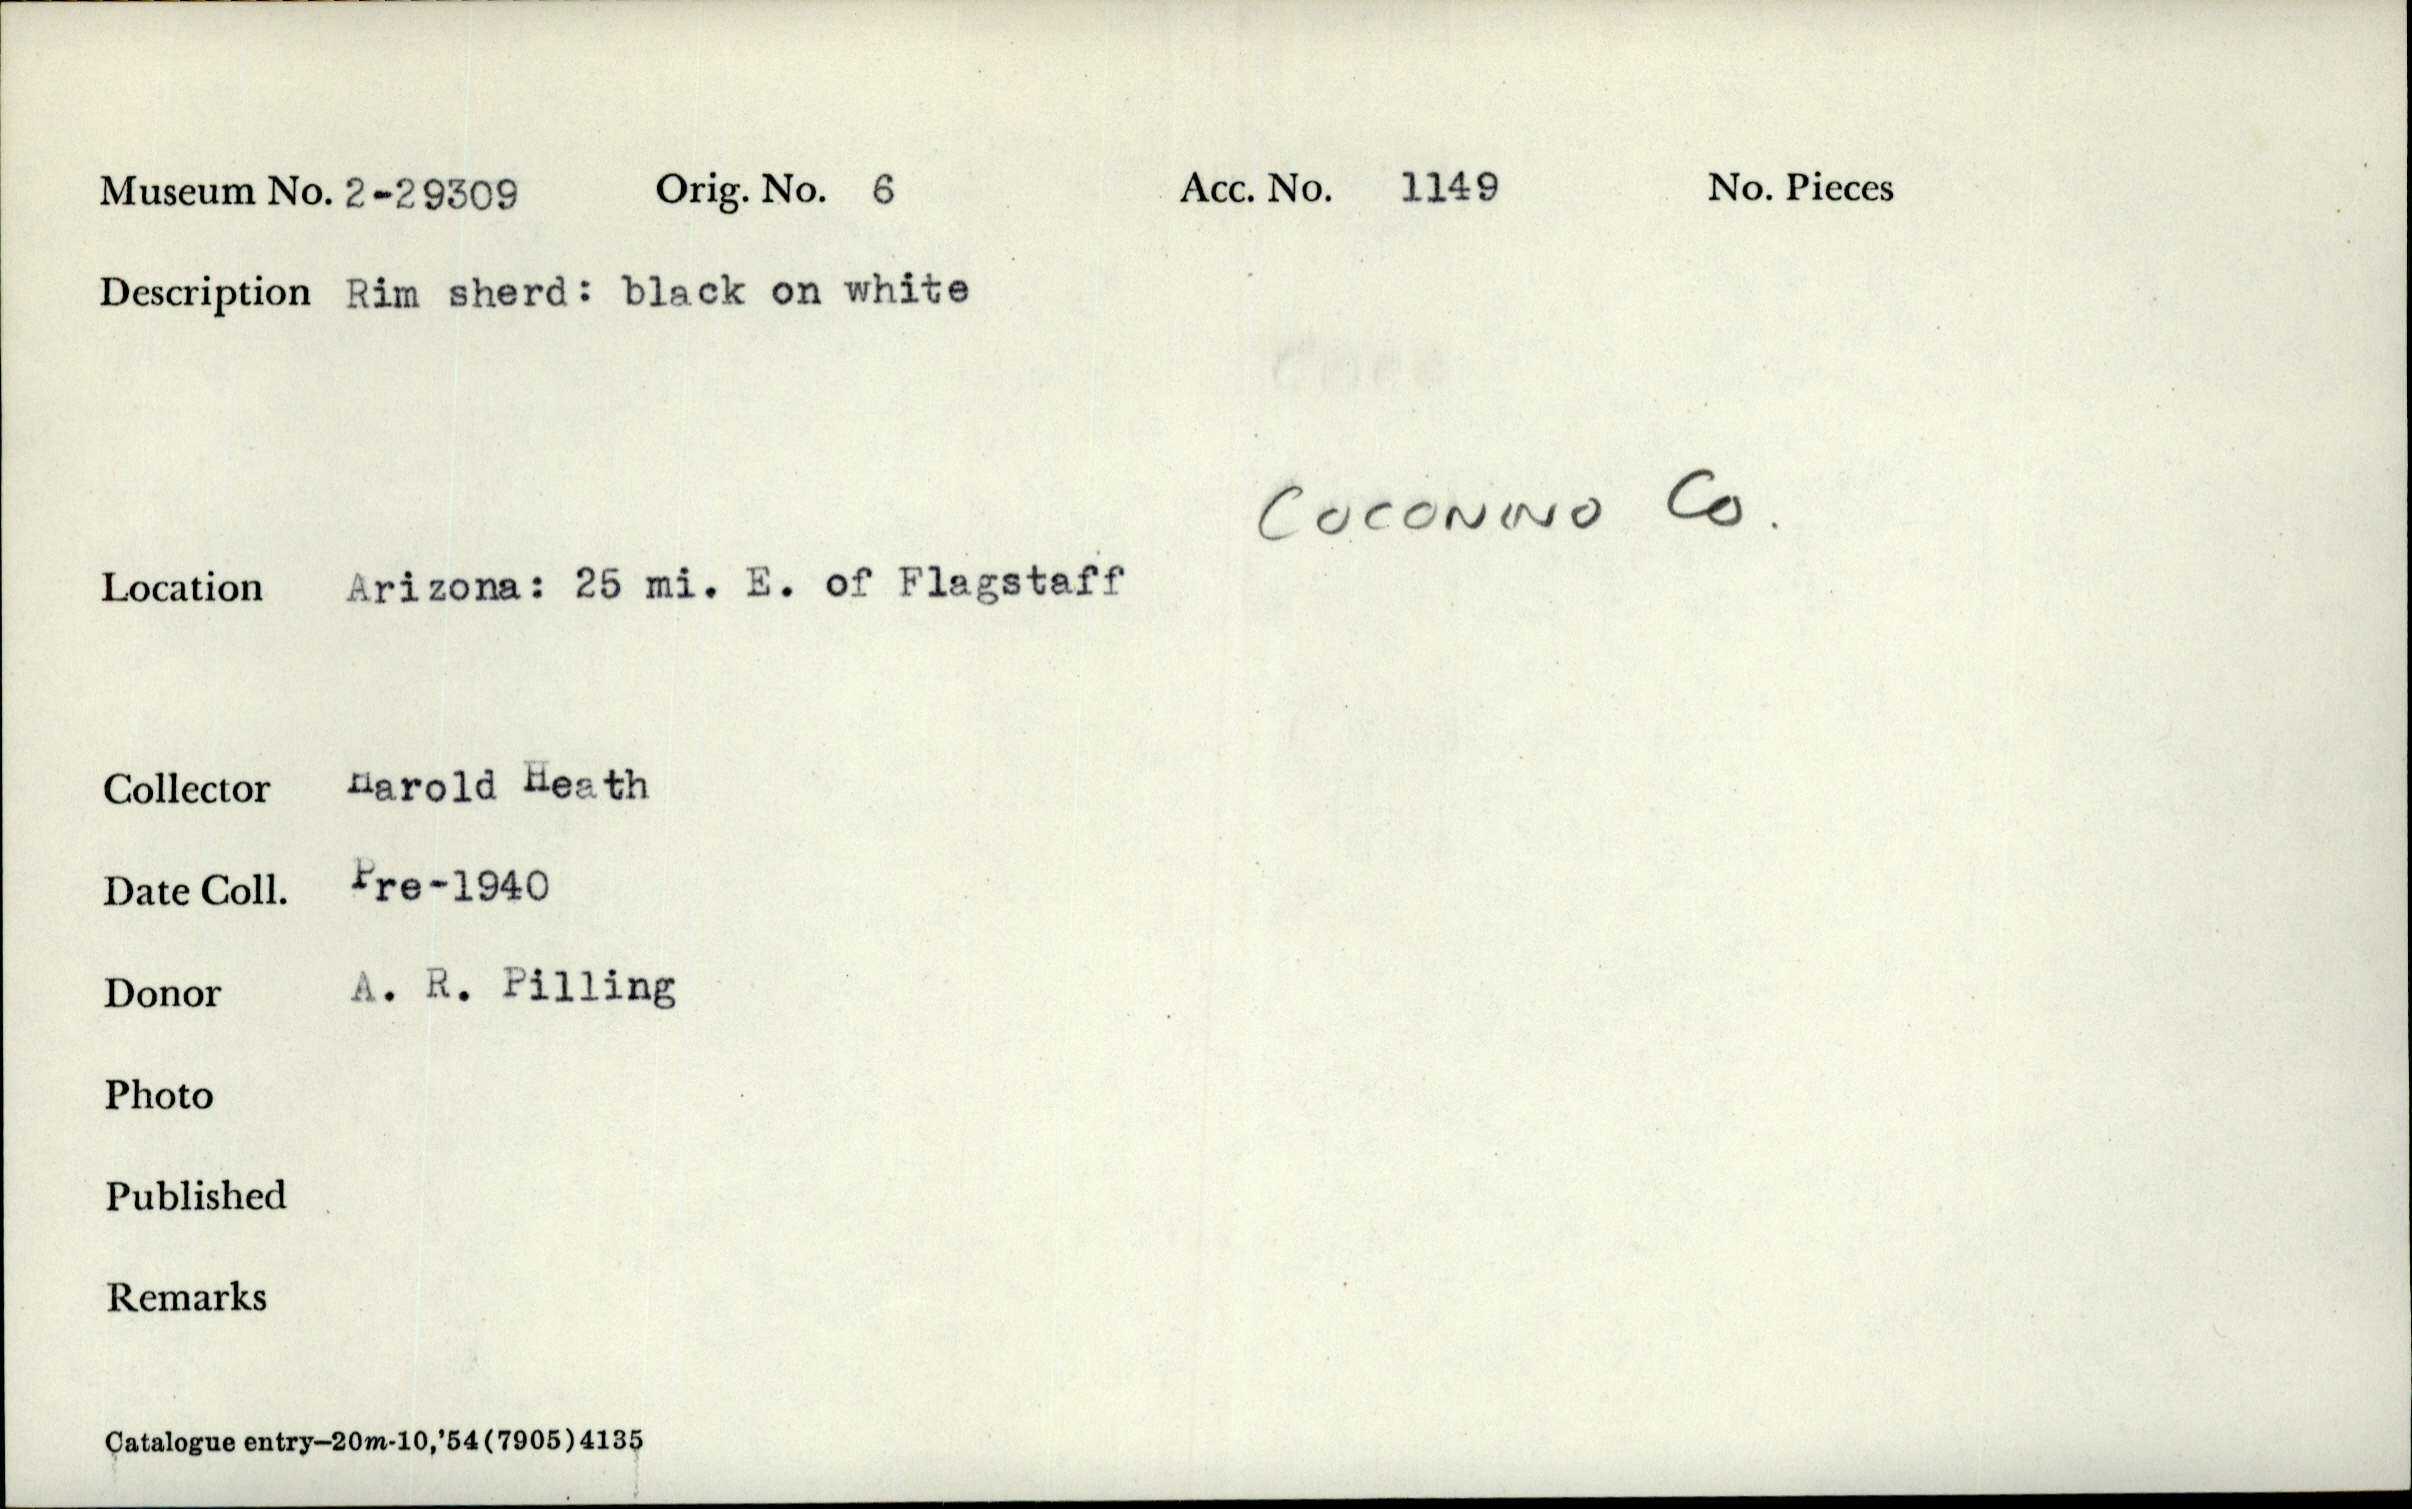 Museum No. 2-29309 Orig. No. 6 Acc. No. 1149 No. Pieces
Description Rim sherd: black on white
Coconino Co.
Location Arizona: 25 mi. E. of Flagstaff
Collector Harold Heath
Date Coll. Pre-1940
Donor A. R. Pilling
Photo
Published
Remarks
Catalogue entry—20m-10,'54(7905)4135